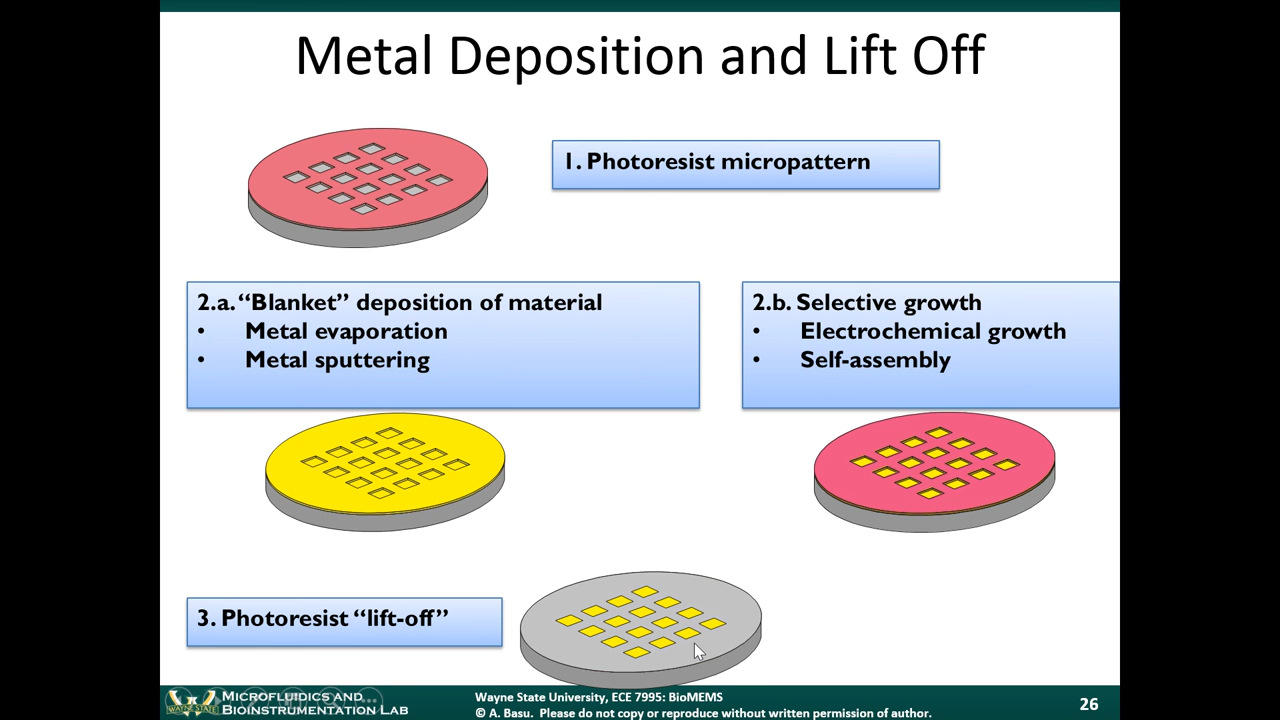 Metal Deposition and Lift Off
1. Photoresist micropattern
2.a. “Blanket” deposition of material
• Metal evaporation
• Metal sputtering
2.b. Selective growth
• Electrochemical growth
• Self-assembly
3. Photoresist “lift-off”
WAYNE STATE
MICROFLUIDICS AND
BIOINSTRUMENTATION LAB
Wayne State University, ECE 7995: BioMEMS
© A. Basu. Please do not copy or reproduce without written permission of author.
26